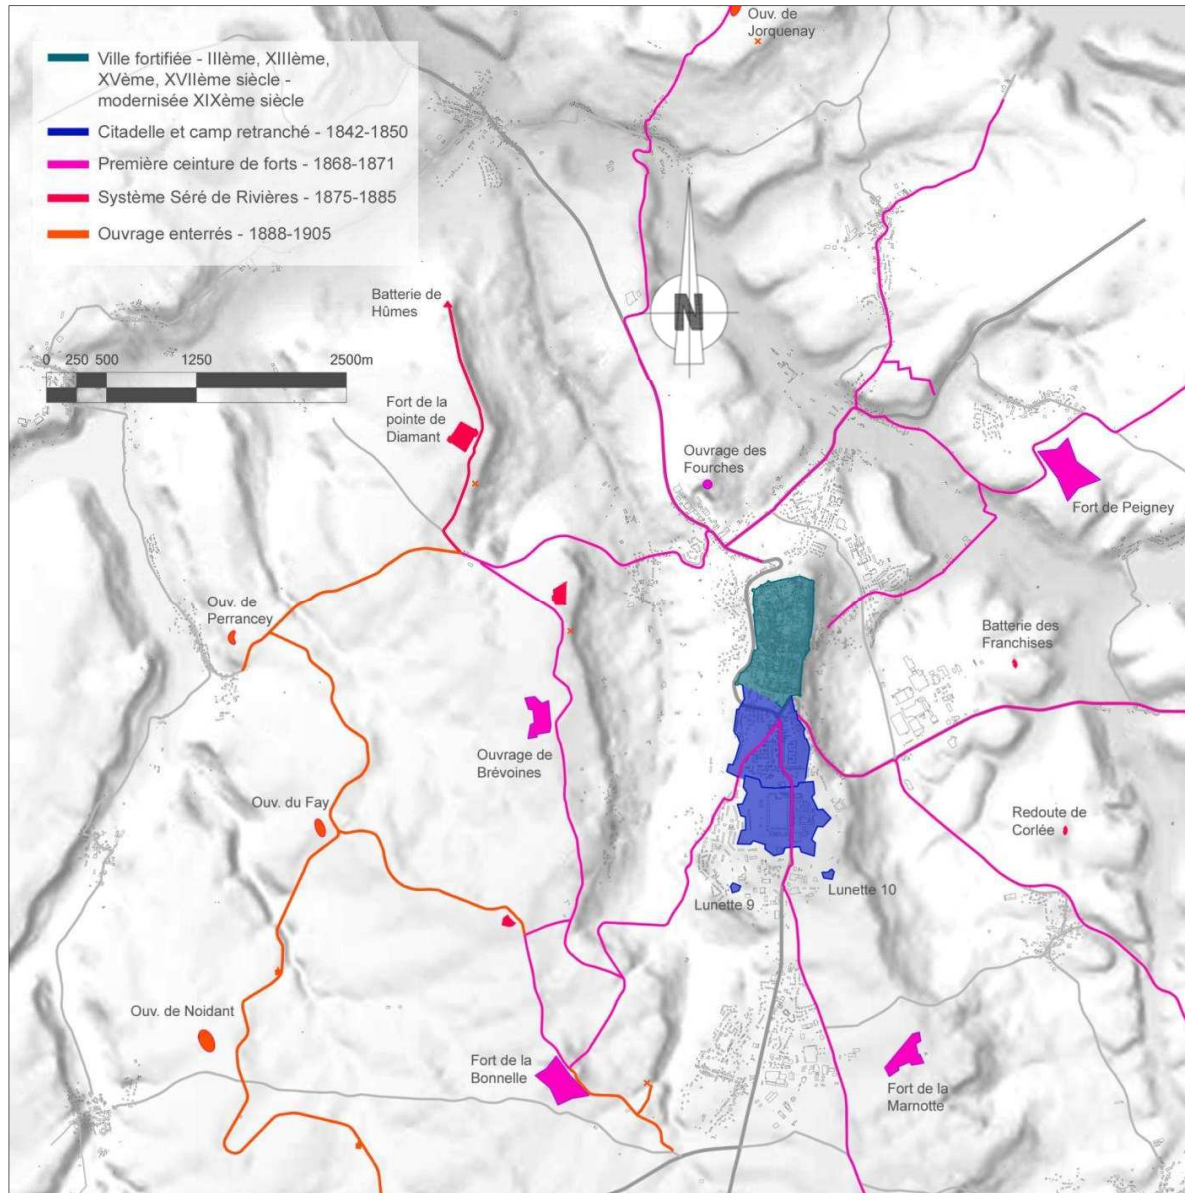 Ouv. de
Jorquenay
Ville fortifiée - IIIème, XIIIème,
XVème, XVIIème siècle -
modernisée XIXème siècle
Citadelle et camp retranché - 1842-1850
Première ceinture de forts - 1868-1871
Système Séré de Rivières - 1875-1885
Ouvrage enterrés - 1888-1905
N
Batterie de
Hûmes
0 250 500 1250 2500m
Fort de la
pointe de
Diamant
Ouvrage des
Fourches
Fort de Peigney
Ouv. de
Perrancey
Batterie des
Franchises
Ouvrage de
Brévoines
Ouv. du Fay
Redoute de
Corlée
Lunette 9
Lunette 10
Ouv. de Noidant
Fort de la
Bonnelle
Fort de la
Marnotte